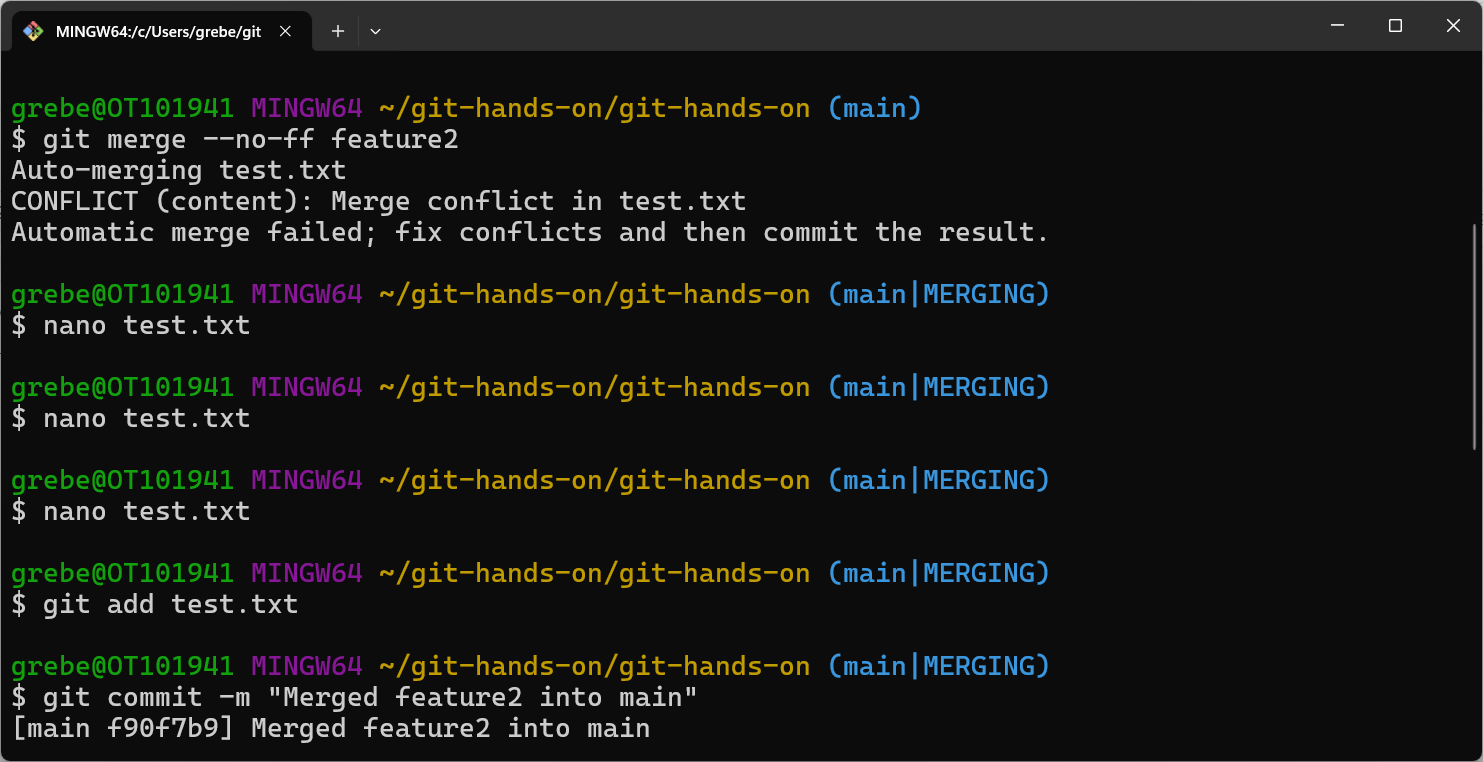 MINGW64:/c/Users/grebe/git
grebe@OT101941 MINGW64 ~/git-hands-on/git-hands-on (main)
$ git merge --no-ff feature2
Auto-merging test.txt
CONFLICT (content): Merge conflict in test.txt
Automatic merge failed; fix conflicts and then commit the result.
grebe@OT101941 MINGW64 ~/git-hands-on/git-hands-on (main|MERGING)
$ nano test.txt
grebe@OT101941 MINGW64 ~/git-hands-on/git-hands-on (main|MERGING)
$ nano test.txt
grebe@OT101941 MINGW64 ~/git-hands-on/git-hands-on (main|MERGING)
$ nano test.txt
grebe@OT101941 MINGW64 ~/git-hands-on/git-hands-on (main|MERGING)
$ git add test.txt
grebe@OT101941 MINGW64 ~/git-hands-on/git-hands-on (main|MERGING)
$ git commit -m "Merged feature2 into main"
[main f90f7b9] Merged feature2 into main